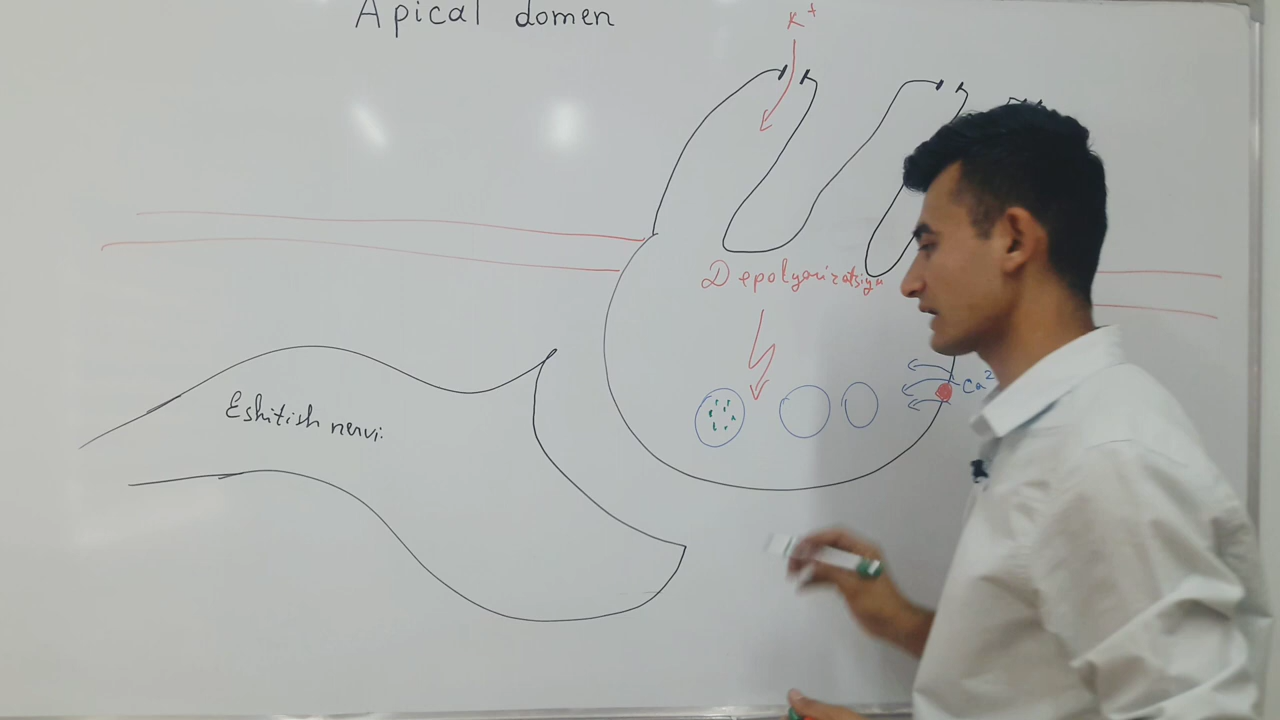 Apical domen
K+
Depolyarizatsiya
Ca2
Eshitish nervi